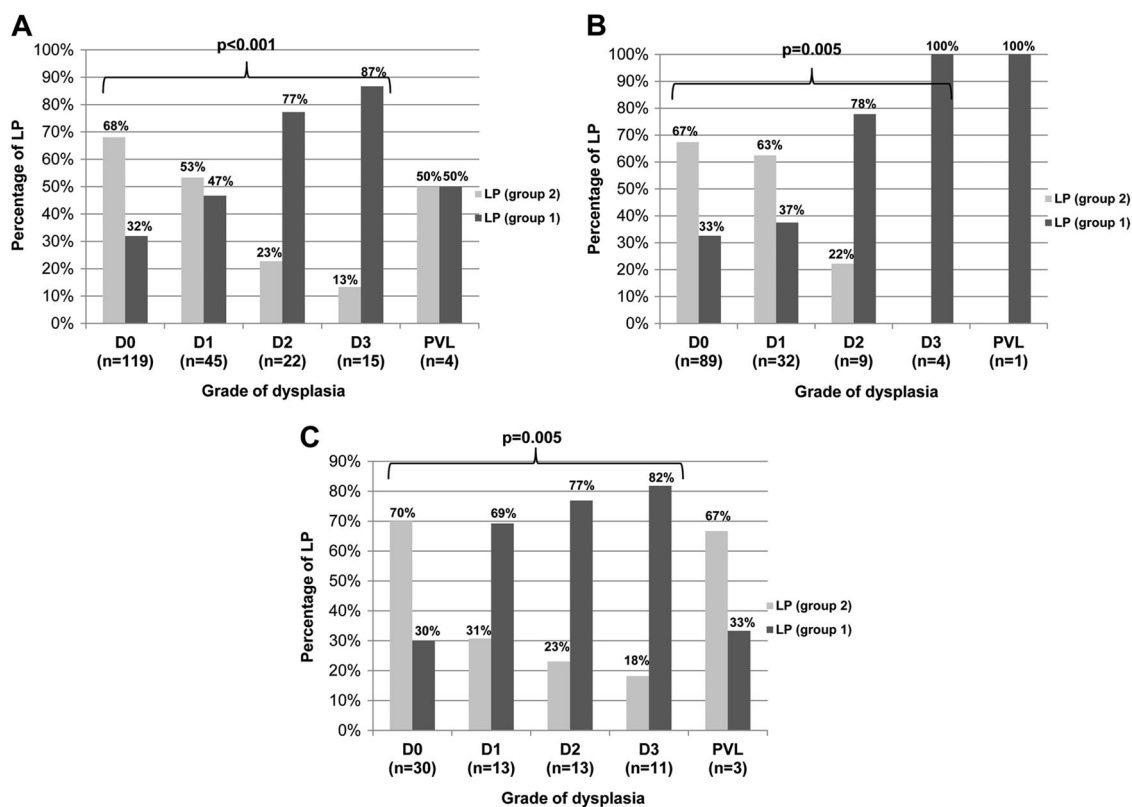 A
p<0.001
100%
90%
80%
70%
60%
50%
40%
30%
20%
10%
0%
Percentage of LP
68%
32%
53%
47%
23%
77%
13%
87%
50%
50%
LP (group 2)
LP (group 1)
D0 D1 D2 D3 PVL
(n=119) (n=45) (n=22) (n=15) (n=4)
Grade of dysplasia
B
p=0.005
100%
90%
80%
70%
60%
50%
40%
30%
20%
10%
0%
Percentage of LP
67%
33%
63%
37%
22%
78%
100%
100%
LP (group 2)
LP (group 1)
D0 D1 D2 D3 PVL
(n=89) (n=32) (n=9) (n=4) (n=1)
Grade of dysplasia
C
p=0.005
90%
80%
70%
60%
50%
40%
30%
20%
10%
0%
Percentage of LP
70%
30%
31%
69%
23%
77%
18%
82%
67%
33%
LP (group 2)
LP (group 1)
D0 D1 D2 D3 PVL
(n=30) (n=13) (n=13) (n=11) (n=3)
Grade of dysplasia